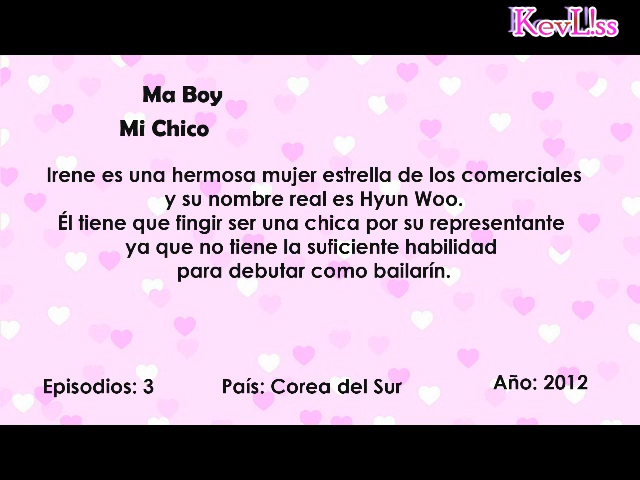 KevL!ss
Ma Boy
Mi Chico
Irene es una hermosa mujer estrella de los comerciales
y su nombre real es Hyun Woo.
Él tiene que fingir ser una chica por su representante
ya que no tiene la suficiente habilidad
para debutar como bailarín.
Episodios: 3 País: Corea del Sur Año: 2012